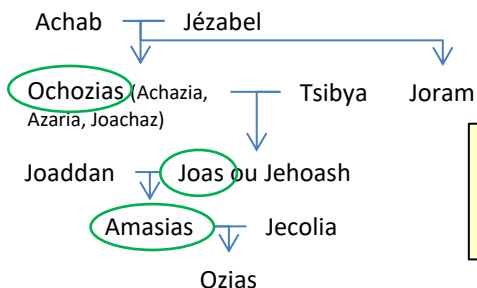 Achab Jézabel
Ochozias (Achazia, Tsibya Joram
Azaria, Joachaz)
Joaddan Joas ou Jehoash
Amasias Jecolia
Ozias